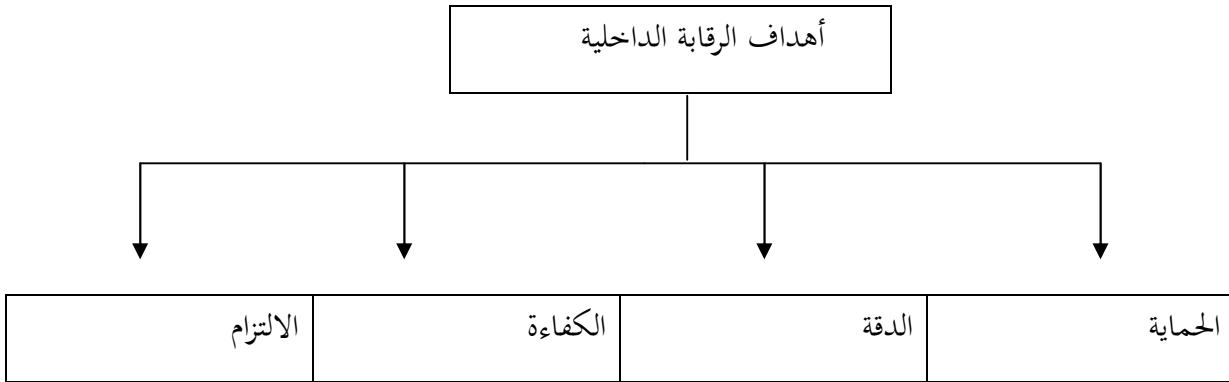 أهداف الرقابة الداخلية
الحماية
الدقة
الكفاءة
الالتزام